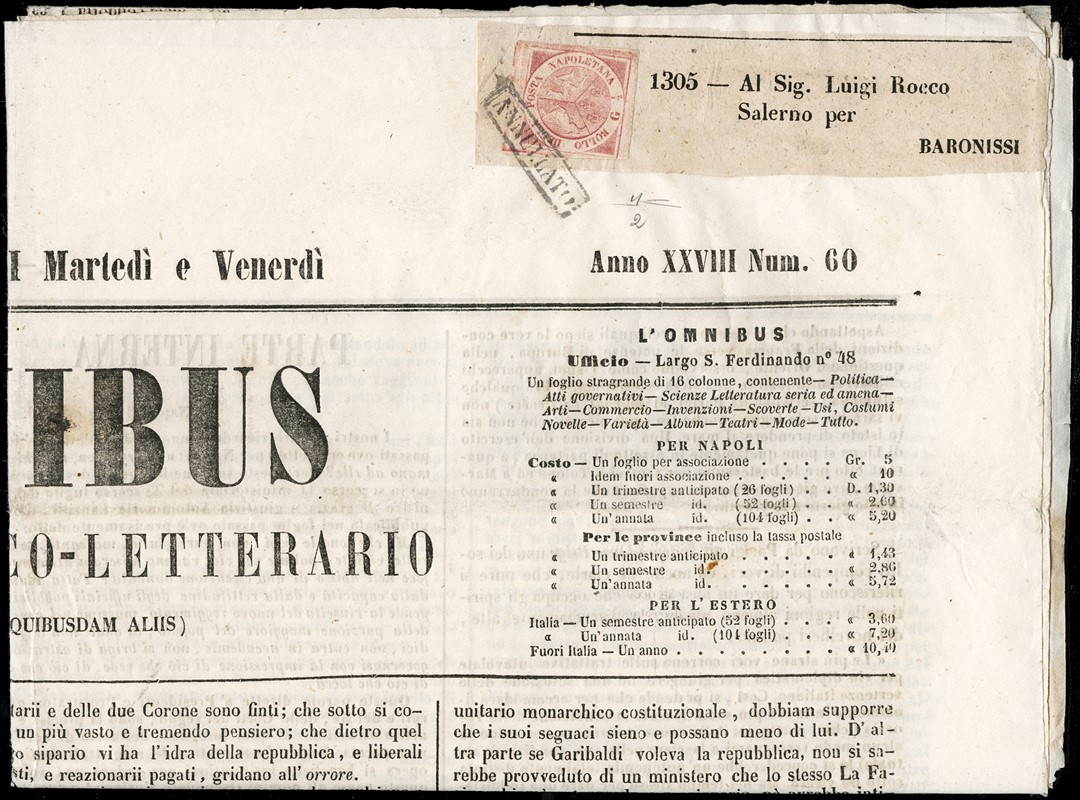 POSTA NAPOLETANA
G
BOLLO
ANNULLATO
1305 — Al Sig. Luigi Rocco
Salerno per
BARONISSI
1/2
I Martedì e Venerdì
Anno XXVIII Num. 60
IBUS
CO-LETTERARIO
QUIBUSDAM ALIIS)
L'OMNIBUS
Ufficio — Largo S. Ferdinando nº 48
Un foglio stragrande di 16 colonne, contenente— Politica—
Atti governativi— Scienze Letteratura seria ed amena—
Arti—Commercio—Invenzioni—Scoverte—Usi, Costumi
Novelle—Varietà—Album—Teatri—Mode—Tutto.
PER NAPOLI
Costo — Un foglio per associazione . . . . Gr. 5
« Idem fuori associazione . . . . . « 10
« Un trimestre anticipato (26 fogli) . D. 1,30
« Un semestre id. (52 fogli) . . « 2,60
« Un'annata id. (104 fogli) . . « 5,20
Per le province incluso la tassa postale
« Un trimestre anticipato . . . . . « 1,43
« Un semestre id. . . . . . « 2,86
« Un'annata id. . . . . . « 5,72
PER L'ESTERO
Italia — Un semestre anticipato (52 fogli) . . « 3,60
« Un'annata id. (104 fogli) . . « 7,20
Fuori Italia — Un anno . . . . . . . . « 10,40
tarii e delle due Corone sono finti; che sotto si co-
un più vasto e tremendo pensiero; che dietro quel
sipario vi ha l'idra della repubblica, e liberali
sti, e reazionarii pagati, gridano all'orrore.
unitario monarchico costituzionale, dobbiam supporre
che i suoi seguaci sieno e possano meno di lui. D' al-
tra parte se Garibaldi voleva la repubblica, non si sa-
rebbe provveduto di un ministero che lo stesso La Fa-